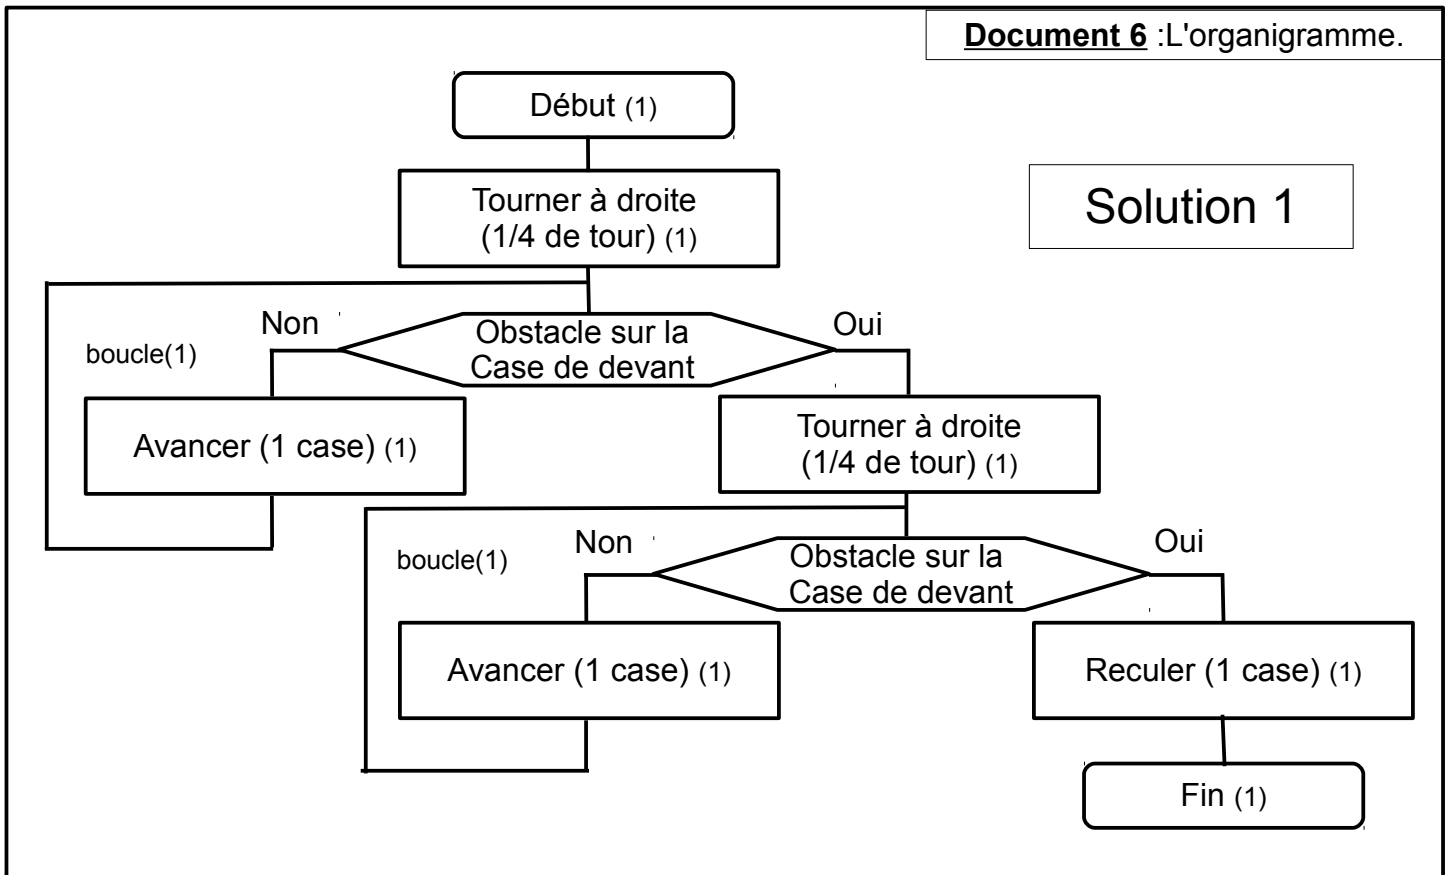 Document 6 :L'organigramme.
Début (1)
Solution 1
Tourner à droite
(1/4 de tour) (1)
Non
Oui
Obstacle sur la
Case de devant
boucle(1)
Avancer (1 case) (1)
Tourner à droite
(1/4 de tour) (1)
Non
Oui
Obstacle sur la
Case de devant
boucle(1)
Avancer (1 case) (1)
Reculer (1 case) (1)
Fin (1)